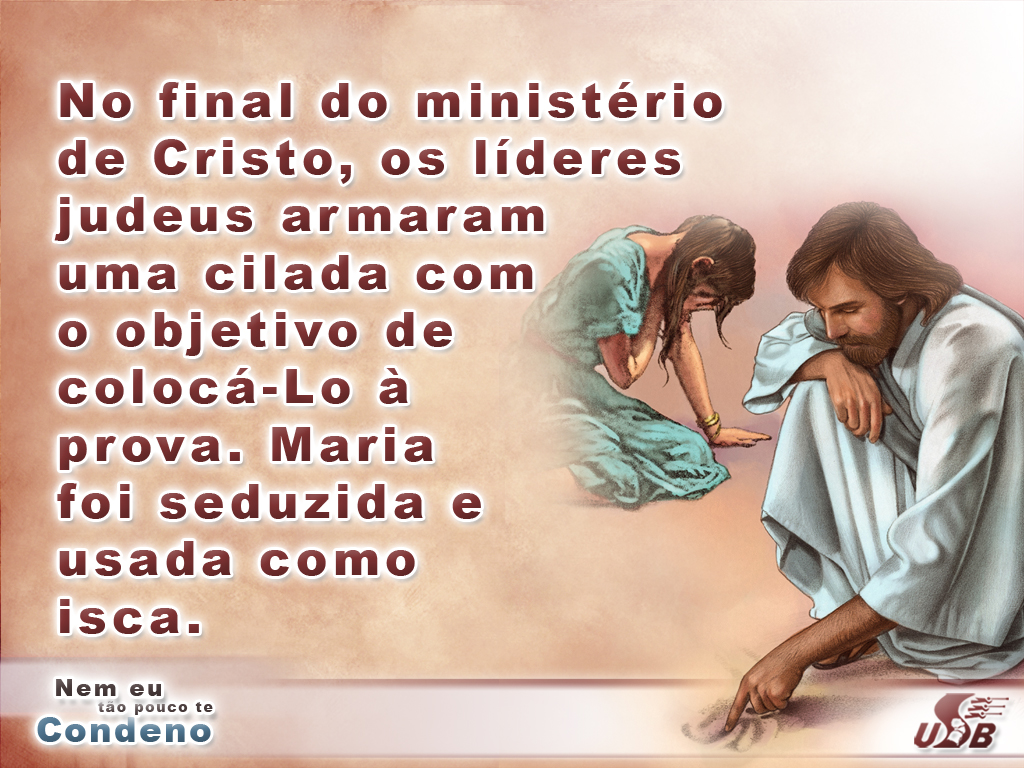 No final do ministério
de Cristo, os líderes
judeus armaram
uma cilada com
o objetivo de
colocá-Lo à
prova. Maria
foi seduzida e
usada como
isca.
Nem eu
tão pouco te
Condeno
USB